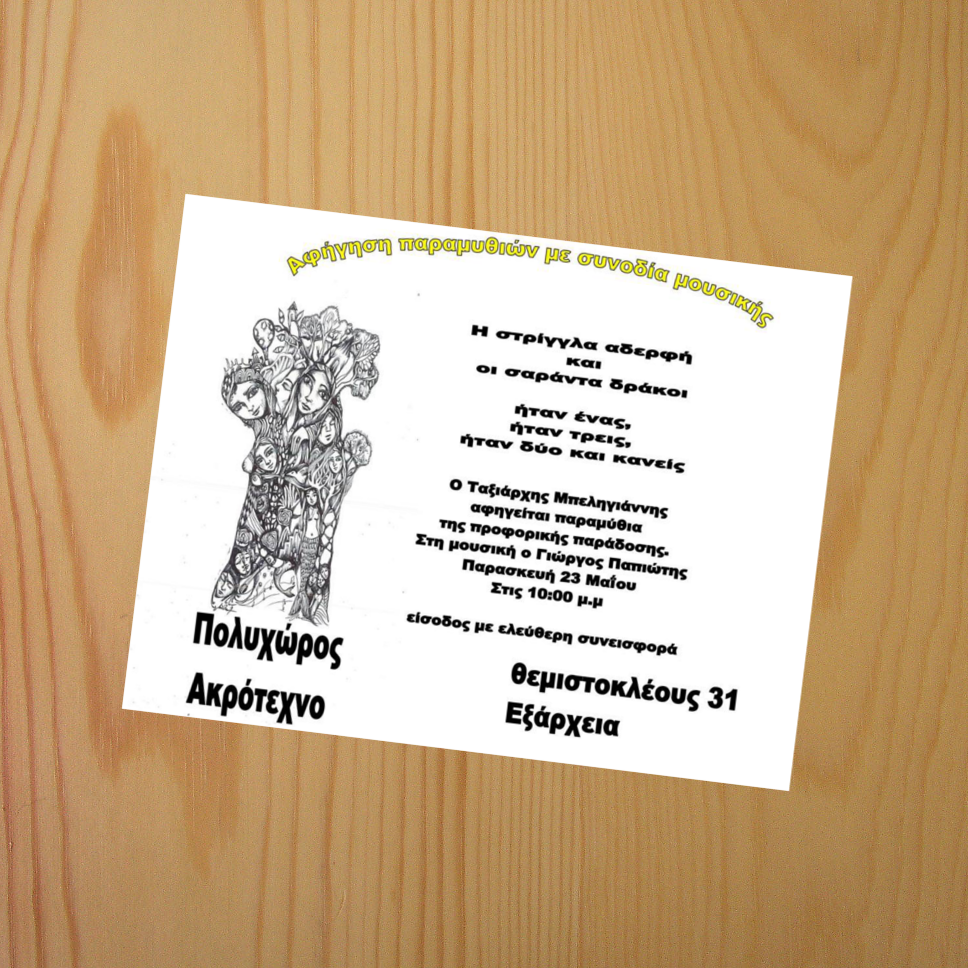 Αφήγηση παραμυθιών με συνοδία μουσικής
Η στρίγγλα αδερφή
και
οι σαράντα δράκοι
ήταν ένας,
ήταν τρεις,
ήταν δύο και κανείς
Ο Ταξιάρχης Μπεληγιάννης
αφηγείται παραμύθια
της προφορικής παράδοσης.
Στη μουσική ο Γιώργος Παπιώτης
Παρασκευή 23 Μαΐου
Στις 10:00 μ.μ
είσοδος με ελεύθερη συνεισφορά
Πολυχώρος
Ακρότεχνο
θεμιστοκλέους 31
Εξάρχεια